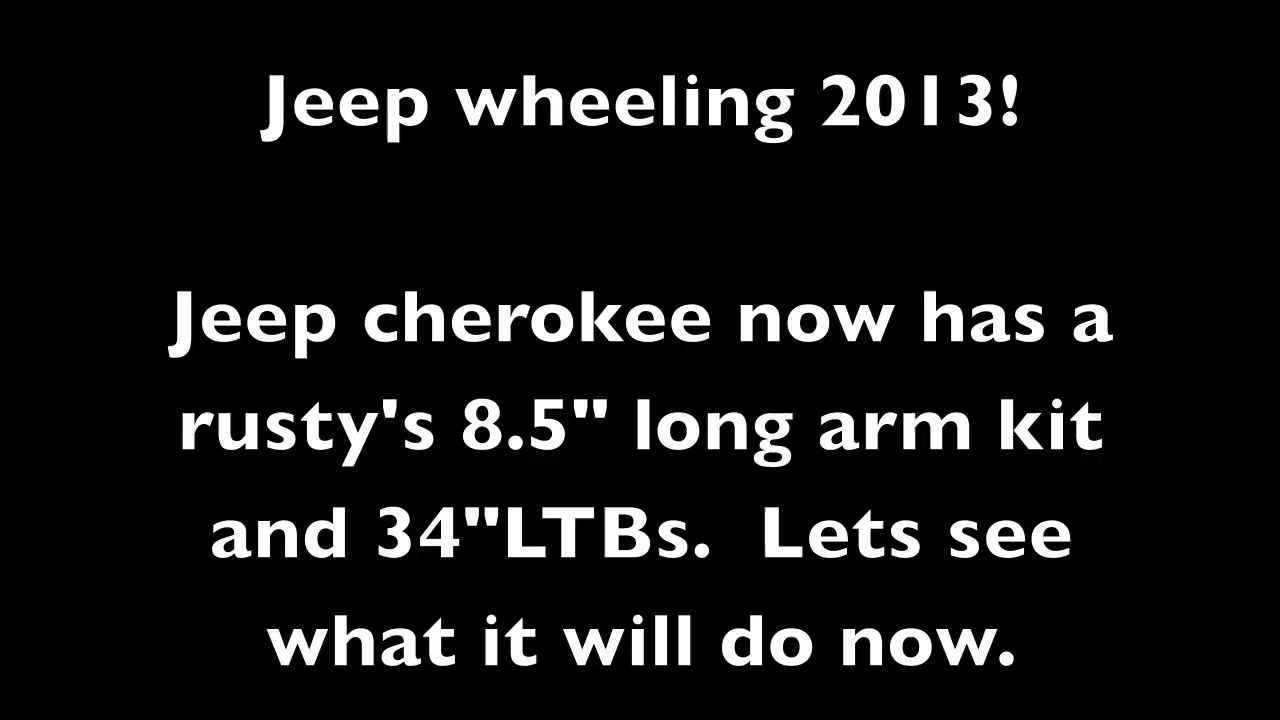 Jeep wheeling 2013!
Jeep cherokee now has a
rusty's 8.5" long arm kit
and 34"LTBs.  Lets see
what it will do now.